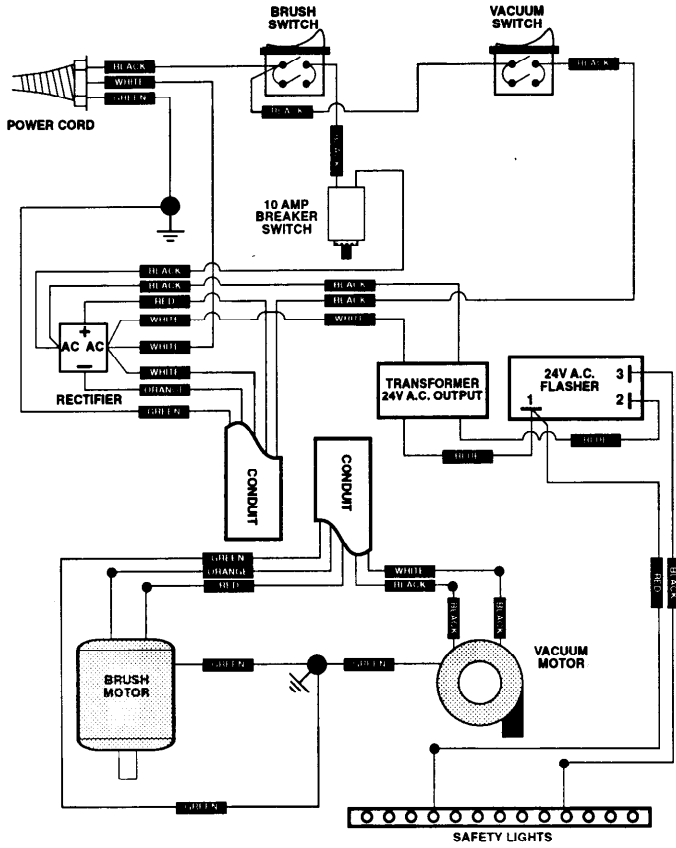 BRUSH
SWITCH
VACUUM
SWITCH
BLACK
BLACK
WHITE
GREEN
POWER CORD
BLACK
BLACK
10 AMP
BREAKER
SWITCH
BLACK
BLACK
BLACK
RED
BLACK
WHITE
WHITE
+
AC AC
WHITE
−
WHITE
ORANGE
RECTIFIER
GREEN
TRANSFORMER
24V A.C. OUTPUT
24V A.C.
FLASHER
3
1
2
BLUE
BLUE
CONDUIT
CONDUIT
GREEN
ORANGE
RED
WHITE
BLACK
RED
BLACK
BLACK
BLACK
GREEN
GREEN
VACUUM
MOTOR
BRUSH
MOTOR
GREEN
SAFETY LIGHTS